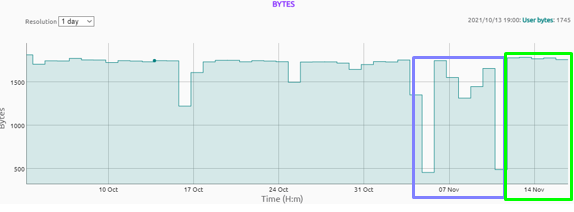 BYTES
Resolution 1 day
2021/10/13 19:00: User bytes: 1745
1500
1000
500
Bytes
10 Oct 17 Oct 24 Oct 31 Oct 07 Nov 14 Nov
Time (H:m)